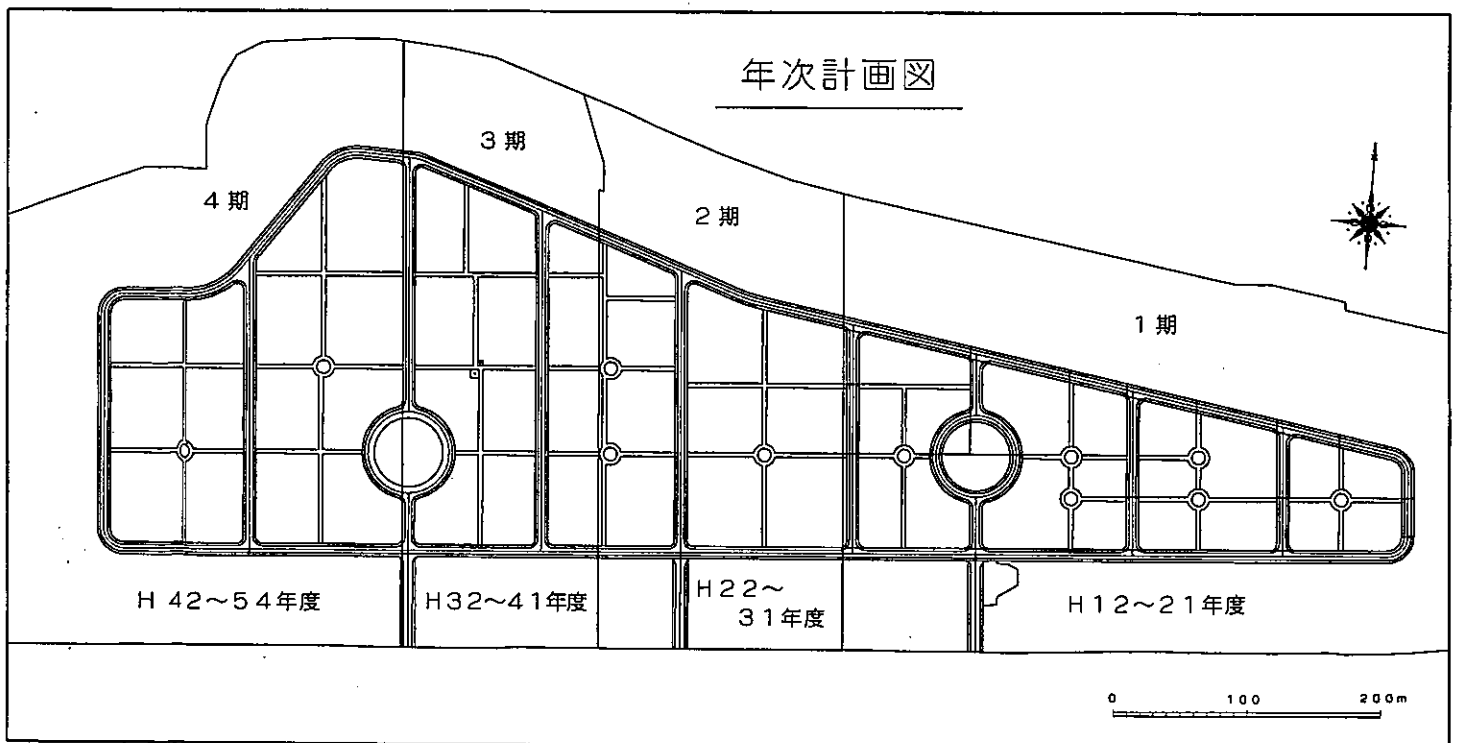 年次計画図
3期
4期
2期
1期
H 42～54年度
H32～41年度
H22～
31年度
H12～21年度
0 100 200m